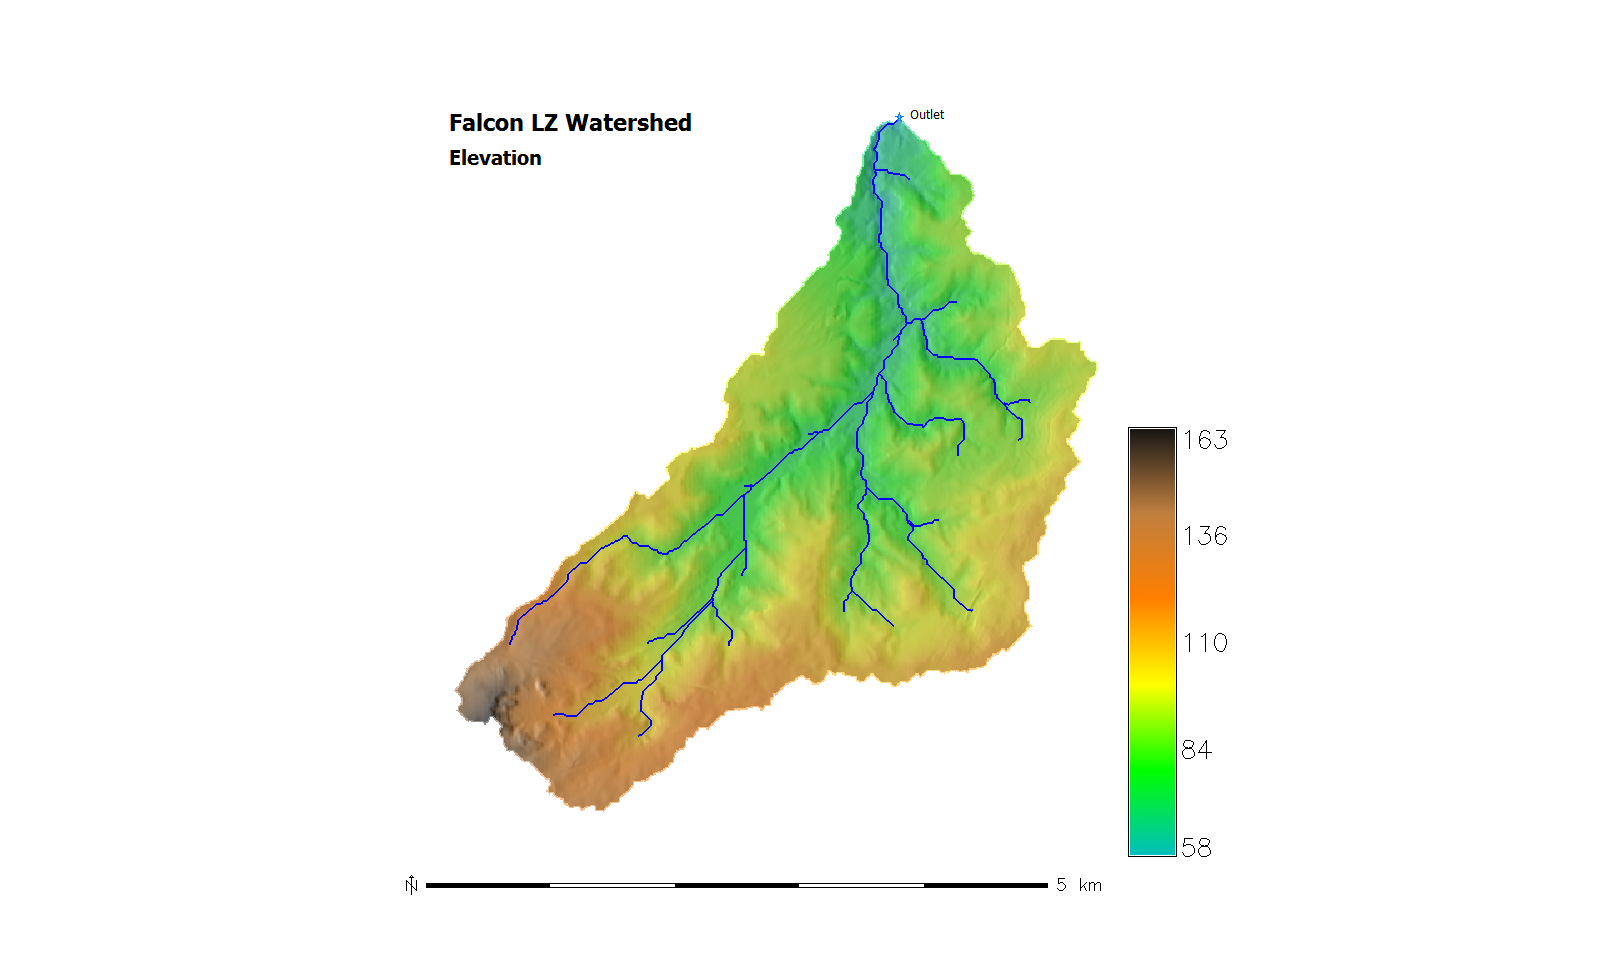 Falcon LZ Watershed
Elevation
Outlet
163
136
110
84
58
N
5 km